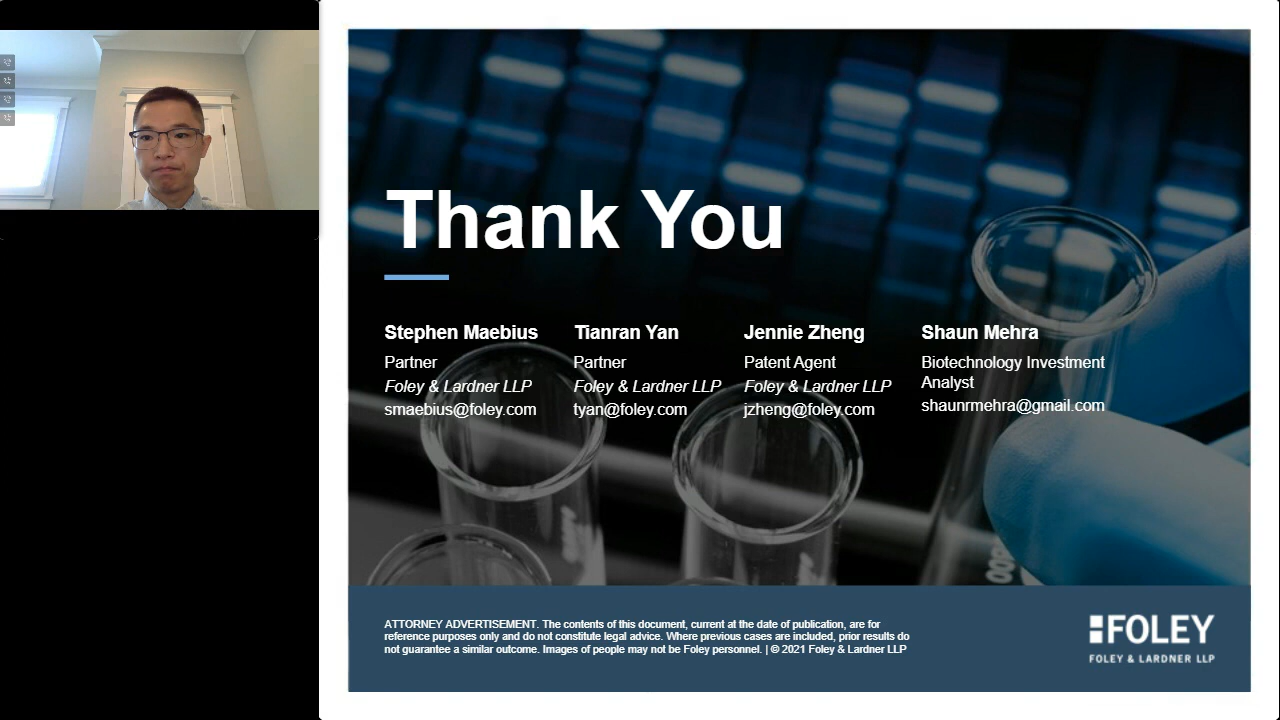 Thank You
Stephen Maebius
Partner
Foley & Lardner LLP
smaebius@foley.com
Tianran Yan
Partner
Foley & Lardner LLP
tyan@foley.com
Jennie Zheng
Patent Agent
Foley & Lardner LLP
jzheng@foley.com
Shaun Mehra
Biotechnology Investment
Analyst
shaunrmehra@gmail.com
ATTORNEY ADVERTISEMENT. The contents of this document, current at the date of publication, are for
reference purposes only and do not constitute legal advice. Where previous cases are included, prior results do
not guarantee a similar outcome. Images of people may not be Foley personnel. | © 2021 Foley & Lardner LLP
FOLEY
FOLEY & LARDNER LLP